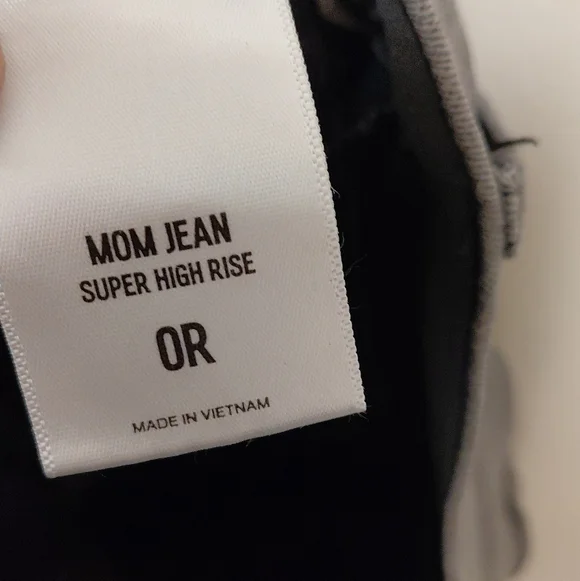 MOM JEAN
SUPER HIGH RISE
0R
MADE IN VIETNAM